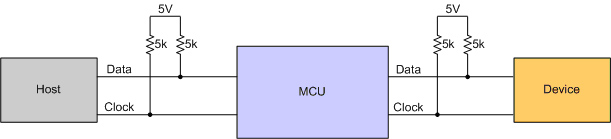 5V
5k 5k
5V
5k 5k
Data
Data
Host
MCU
Device
Clock
Clock